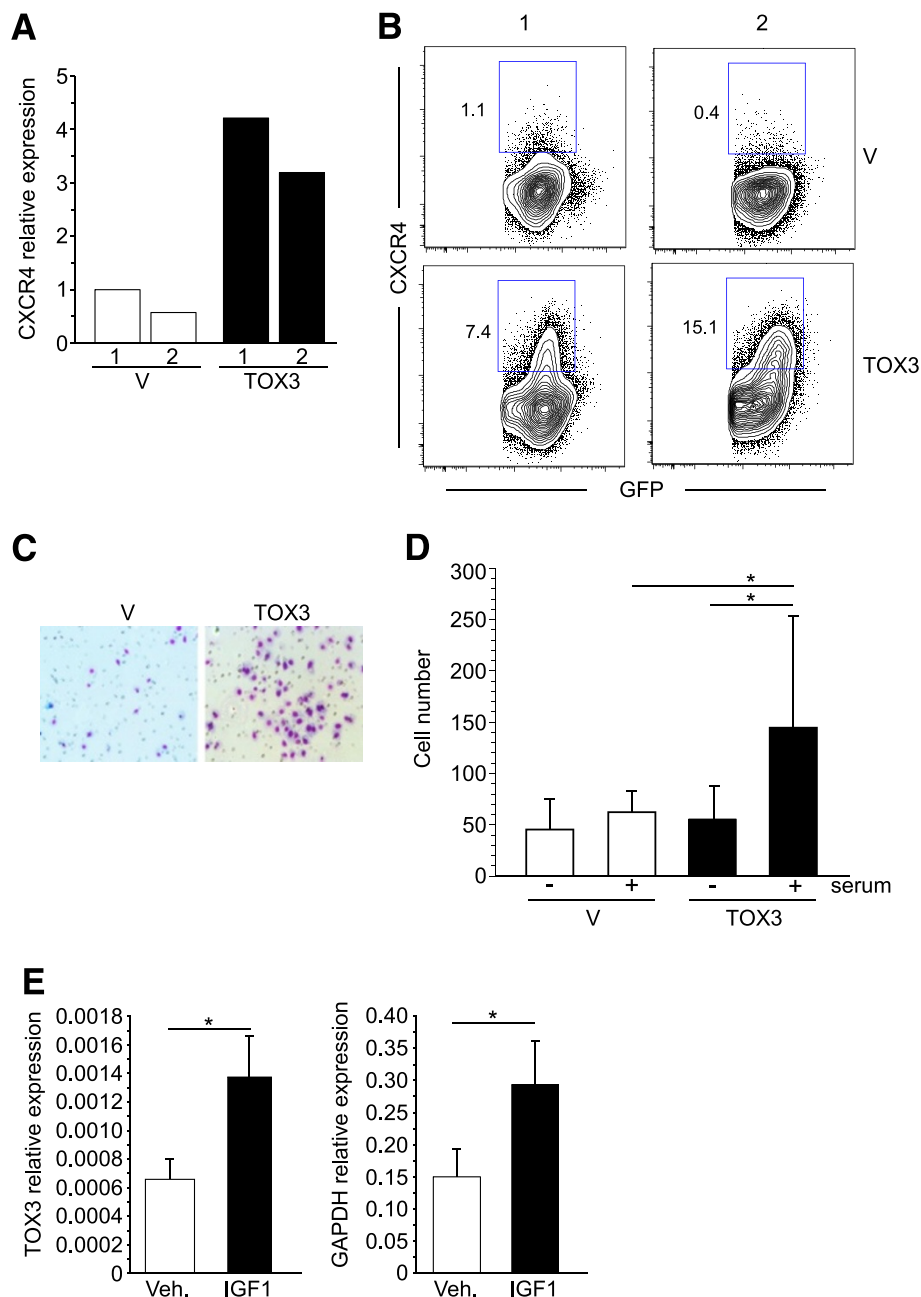 A
CXCR4 relative expression
5
4
3
2
1
0
1 2 1 2
V TOX3
B
1 2
CXCR4
1.1 0.4 V
7.4 15.1 TOX3
GFP
C
V TOX3
D
Cell number
300
250
150
100
50
0
* 
*
- + - + serum
V TOX3
E
TOX3 relative expression
0.0018
0.0016
0.0014
0.0012
0.0001
0.0008
0.0006
0.0004
0.0002
0
*
Veh. IGF1
GAPDH relative expression
0.40
0.35
0.30
0.25
0.20
0.15
0.10
0.05
0
*
Veh. IGF1